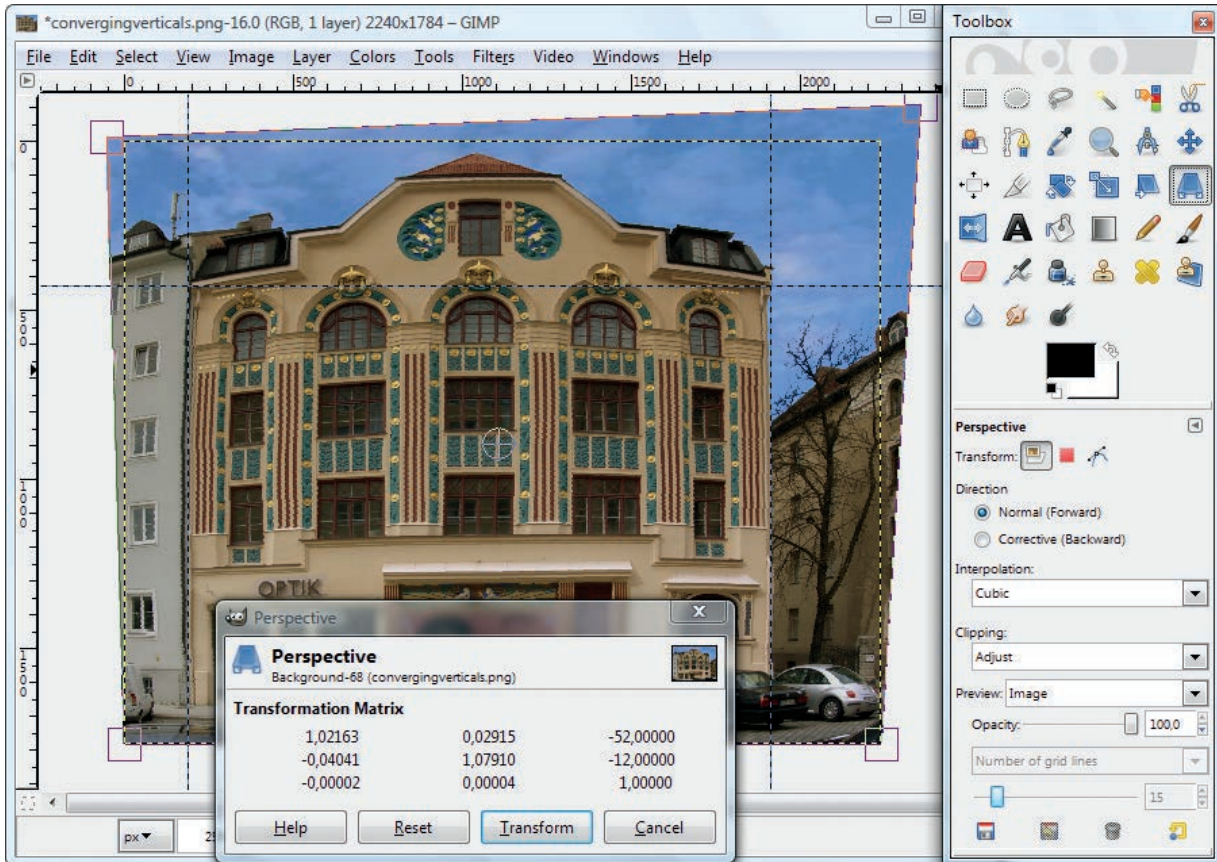 *convergingverticals.png-16.0 (RGB, 1 layer) 2240x1784 – GIMP
File Edit Select View Image Layer Colors Tools Filters Video Windows Help
0 500 1000 1500 2000
0
500
1000
1500
OPTIK
Perspective
Perspective
Background-68 (convergingverticals.png)
Transformation Matrix
1,02163 0,02915 -52,00000
-0,04041 1,07910 -12,00000
-0,00002 0,00004 1,00000
Help Reset Transform Cancel
px
Toolbox
Perspective
Transform:
Direction
Normal (Forward)
Corrective (Backward)
Interpolation:
Cubic
Clipping:
Adjust
Preview: Image
Opacity: 100,0
Number of grid lines
15